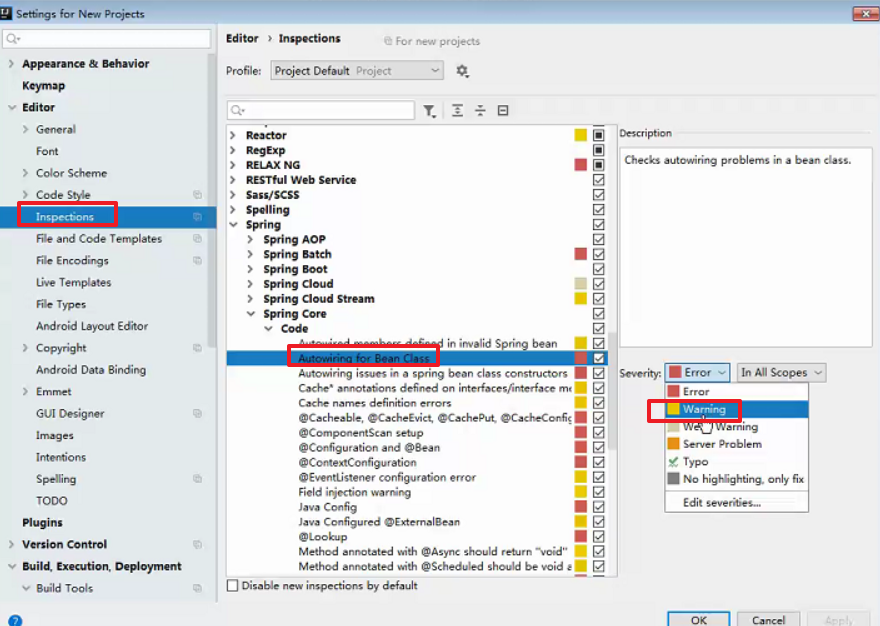 Settings for New Projects
Appearance & Behavior
Keymap
Editor
General
Font
Color Scheme
Code Style
Inspections
File and Code Templates
File Encodings
Live Templates
File Types
Android Layout Editor
Copyright
Android Data Binding
Emmet
GUI Designer
Images
Intentions
Spelling
TODO
Plugins
Version Control
Build, Execution, Deployment
Build Tools
?
Editor › Inspections For new projects
Profile: Project Default Project
Reactor
RegExp
RELAX NG
RESTful Web Service
Sass/SCSS
Spelling
Spring
Spring AOP
Spring Batch
Spring Boot
Spring Cloud
Spring Cloud Stream
Spring Core
Code
Autowired members defined in invalid Spring bean
Autowiring for Bean Class
Autowiring issues in a spring bean class constructors
Cache* annotations defined on interfaces/interface me
Cache names definition errors
@Cacheable, @CacheEvict, @CachePut, @CacheConfig
@ComponentScan setup
@Configuration and @Bean
@ContextConfiguration
@EventListener configuration error
Field injection warning
Java Config
Java Configured @ExternalBean
@Lookup
Method annotated with @Async should return "void"
Method annotated with @Scheduled should be void a
Disable new inspections by default
Description
Checks autowiring problems in a bean class.
Severity: Error In All Scopes
Error
Warning
Warning
Server Problem
Typo
No highlighting, only fix
Edit severities...
OK Cancel Apply